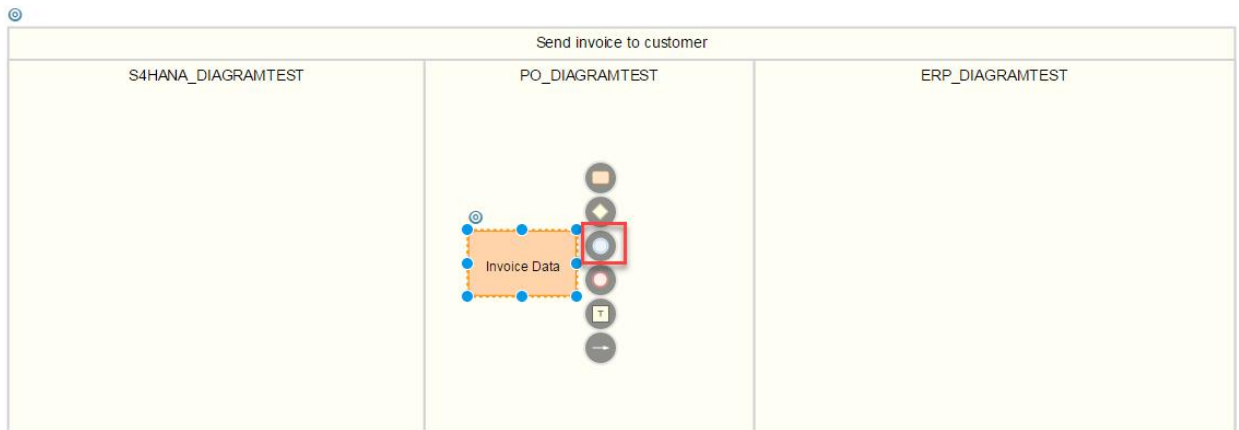 Send invoice to customer
S4HANA_DIAGRAMTEST
PO_DIAGRAMTEST
ERP_DIAGRAMTEST
Invoice Data
T